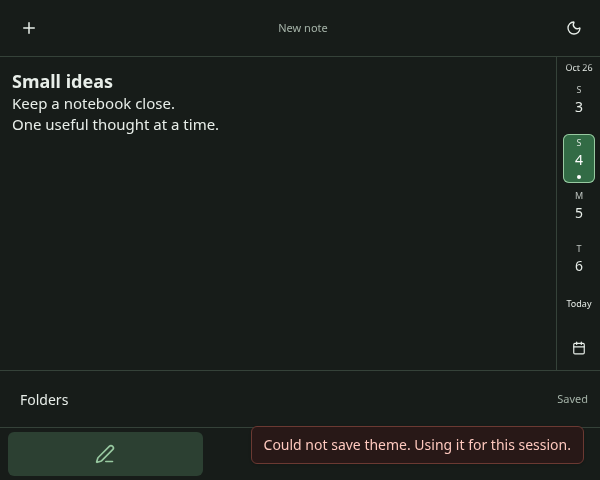 New note
Small ideas
Keep a notebook close.
One useful thought at a time.
Oct 26
S
3
S
4
M
5
T
6
Today
Folders
Saved
Could not save theme. Using it for this session.